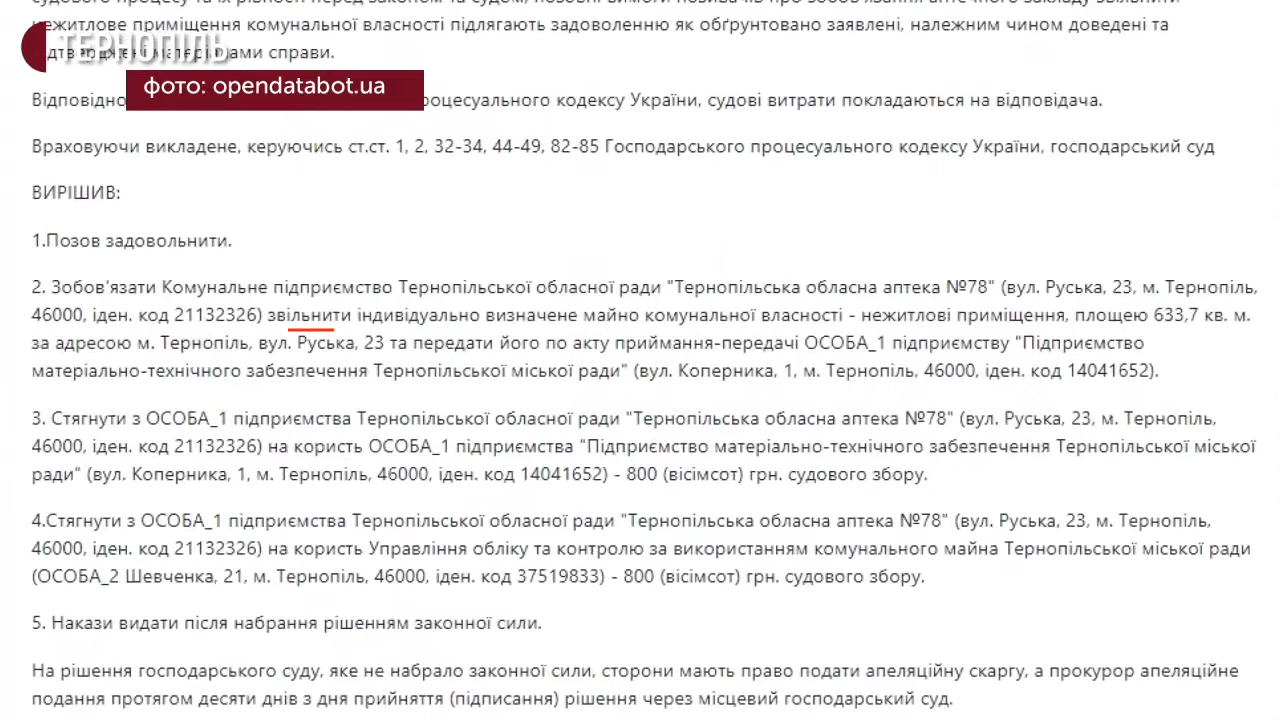 нежитлове приміщення комунальної власності підлягають задоволенню як обґрунтовано заявлені, належним чином доведені та
ТЕРНОПІЛЬ
справи.
фото: opendatabot.ua
Відповідно процесуального кодексу України, судові витрати покладаються на відповідача.
Враховуючи викладене, керуючись ст.ст. 1, 2, 32-34, 44-49, 82-85 Господарського процесуального кодексу України, господарський суд
ВИРІШИВ:
1.Позов задовольнити.
2. Зобов'язати Комунальне підприємство Тернопільської обласної ради "Тернопільська обласна аптека №78" (вул. Руська, 23, м. Тернопіль,
46000, іден. код 21132326) звільнити індивідуально визначене майно комунальної власності - нежитлові приміщення, площею 633,7 кв. м.
за адресою м. Тернопіль, вул. Руська, 23 та передати його по акту приймання-передачі ОСОБА_1 підприємству "Підприємство
матеріально-технічного забезпечення Тернопільської міської ради" (вул. Коперника, 1, м. Тернопіль, 46000, іден. код 14041652).
3. Стягнути з ОСОБА_1 підприємства Тернопільської обласної ради "Тернопільська обласна аптека №78" (вул. Руська, 23, м. Тернопіль,
46000, іден. код 21132326) на користь ОСОБА_1 підприємства "Підприємство матеріально-технічного забезпечення Тернопільської міської
ради" (вул. Коперника, 1, м. Тернопіль, 46000, іден. код 14041652) - 800 (вісімсот) грн. судового збору.
4.Стягнути з ОСОБА_1 підприємства Тернопільської обласної ради "Тернопільська обласна аптека №78" (вул. Руська, 23, м. Тернопіль,
46000, іден. код 21132326) на користь Управління обліку та контролю за використанням комунального майна Тернопільської міської ради
(ОСОБА_2 Шевченка, 21, м. Тернопіль, 46000, іден. код 37519833) - 800 (вісімсот) грн. судового збору.
5. Накази видати після набрання рішенням законної сили.
На рішення господарського суду, яке не набрало законної сили, сторони мають право подати апеляційну скаргу, а прокурор апеляційне
подання протягом десяти днів з дня прийняття (підписання) рішення через місцевий господарський суд.